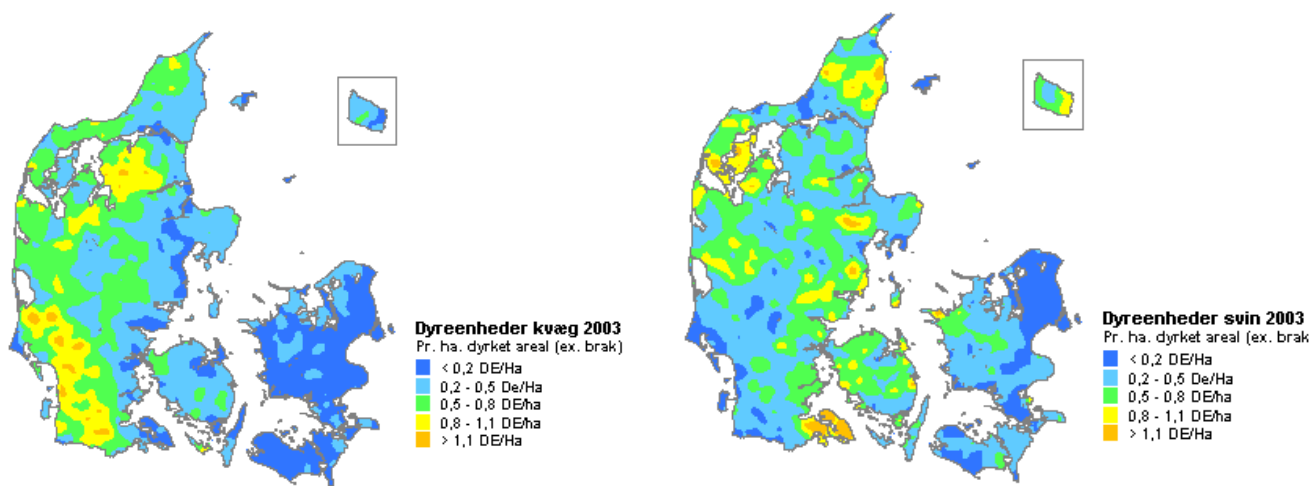 Dyreenheder kvæg 2003
Pr. ha. dyrket areal (ex. brak)
< 0,2 DE/Ha
0,2 - 0,5 De/Ha
0,5 - 0,8 DE/ha
0,8 - 1,1 DE/ha
> 1,1 DE/Ha
Dyreenheder svin 2003
Pr. ha. dyrket areal (ex. brak
< 0,2 DE/Ha
0,2 - 0,5 De/Ha
0,5 - 0,8 DE/ha
0,8 - 1,1 DE/ha
> 1,1 DE/Ha